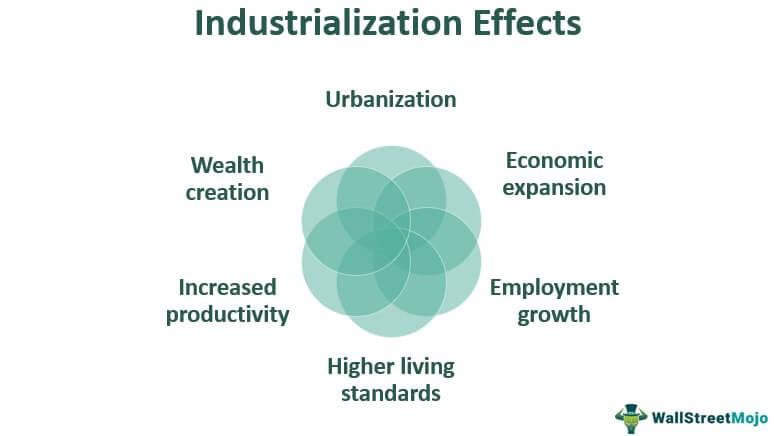 Industrialization Effects
Urbanization
Economic
expansion
Employment
growth
Higher living
standards
Increased
productivity
Wealth
creation
WallStreetMojo